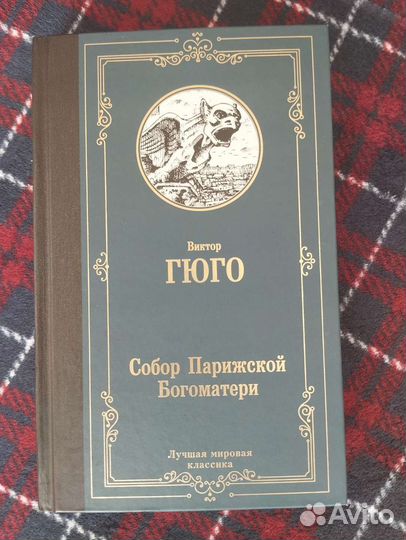 Виктор
ГЮГО
Собор Парижской
Богоматери
Лучшая мировая
классика
Avito